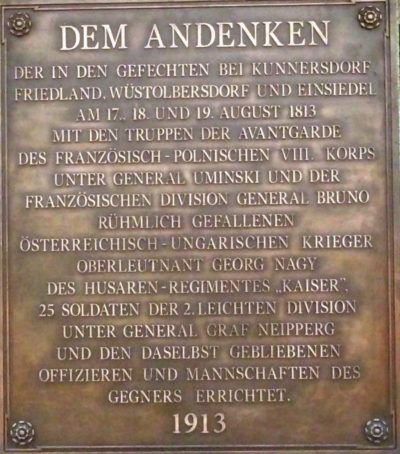 DEM ANDENKEN
DER IN DEN GEFECHTEN BEI KUNNERSDORF,
FRIEDLAND, WÜSTOLBERSDORF UND EINSIEDEL
AM 17., 18. UND 19. AUGUST 1813
MIT DEN TRUPPEN DER AVANTGARDE
DES FRANZÖSISCH-POLNISCHEN VIII. KORPS
UNTER GENERAL UMINSKI UND DER
FRANZÖSISCHEN DIVISION GENERAL BRUNO
RÜHMLICH GEFALLENEN
ÖSTERREICHISCH-UNGARISCHEN KRIEGER
OBERLEUTNANT GEORG NAGY
DES HUSAREN-REGIMENTES „KAISER",
25 SOLDATEN DER 2. LEICHTEN DIVISION
UNTER GENERAL GRAF NEIPPERG
UND DEN DASELBST GEBLIEBENEN
OFFIZIEREN UND MANNSCHAFTEN DES
GEGNERS ERRICHTET.
1913